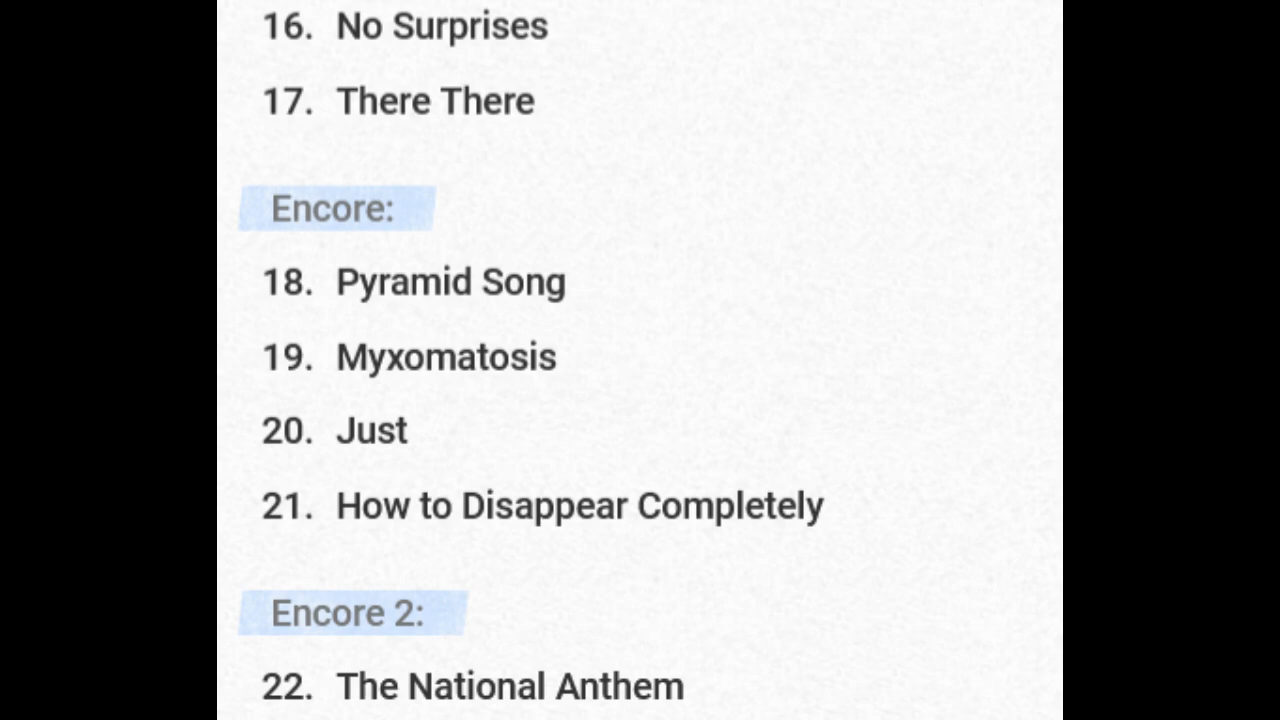 16. No Surprises
17. There There
Encore:
18. Pyramid Song
19. Myxomatosis
20. Just
21. How to Disappear Completely
Encore 2:
22. The National Anthem